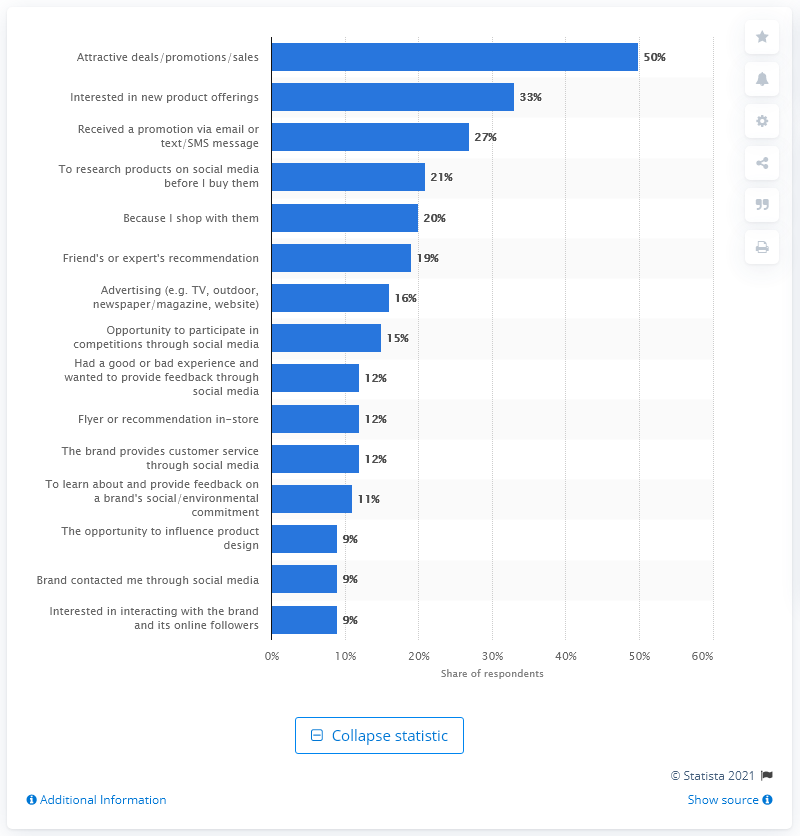 Attractive deals/promotions/sales
50%
Interested in new product offerings
33%
Received a promotion via email or
text/SMS message
27%
To research products on social media
before I buy them
21%
Because I shop with them
20%
Friend's or expert's recommendation
19%
Advertising (e.g. TV, outdoor,
newspaper/magazine, website)
16%
Opportunity to participate in
competitions through social media
15%
Had a good or bad experience and
wanted to provide feedback through
social media
12%
Flyer or recommendation in-store
12%
The brand provides customer service
through social media
12%
To learn about and provide feedback on
a brand's social/environmental
commitment
11%
The opportunity to influence product
design
9%
Brand contacted me through social media
9%
Interested in interacting with the brand
and its online followers
9%
0% 10% 20% 30% 40% 50% 60%
Share of respondents
Collapse statistic
© Statista 2021
Additional Information
Show source